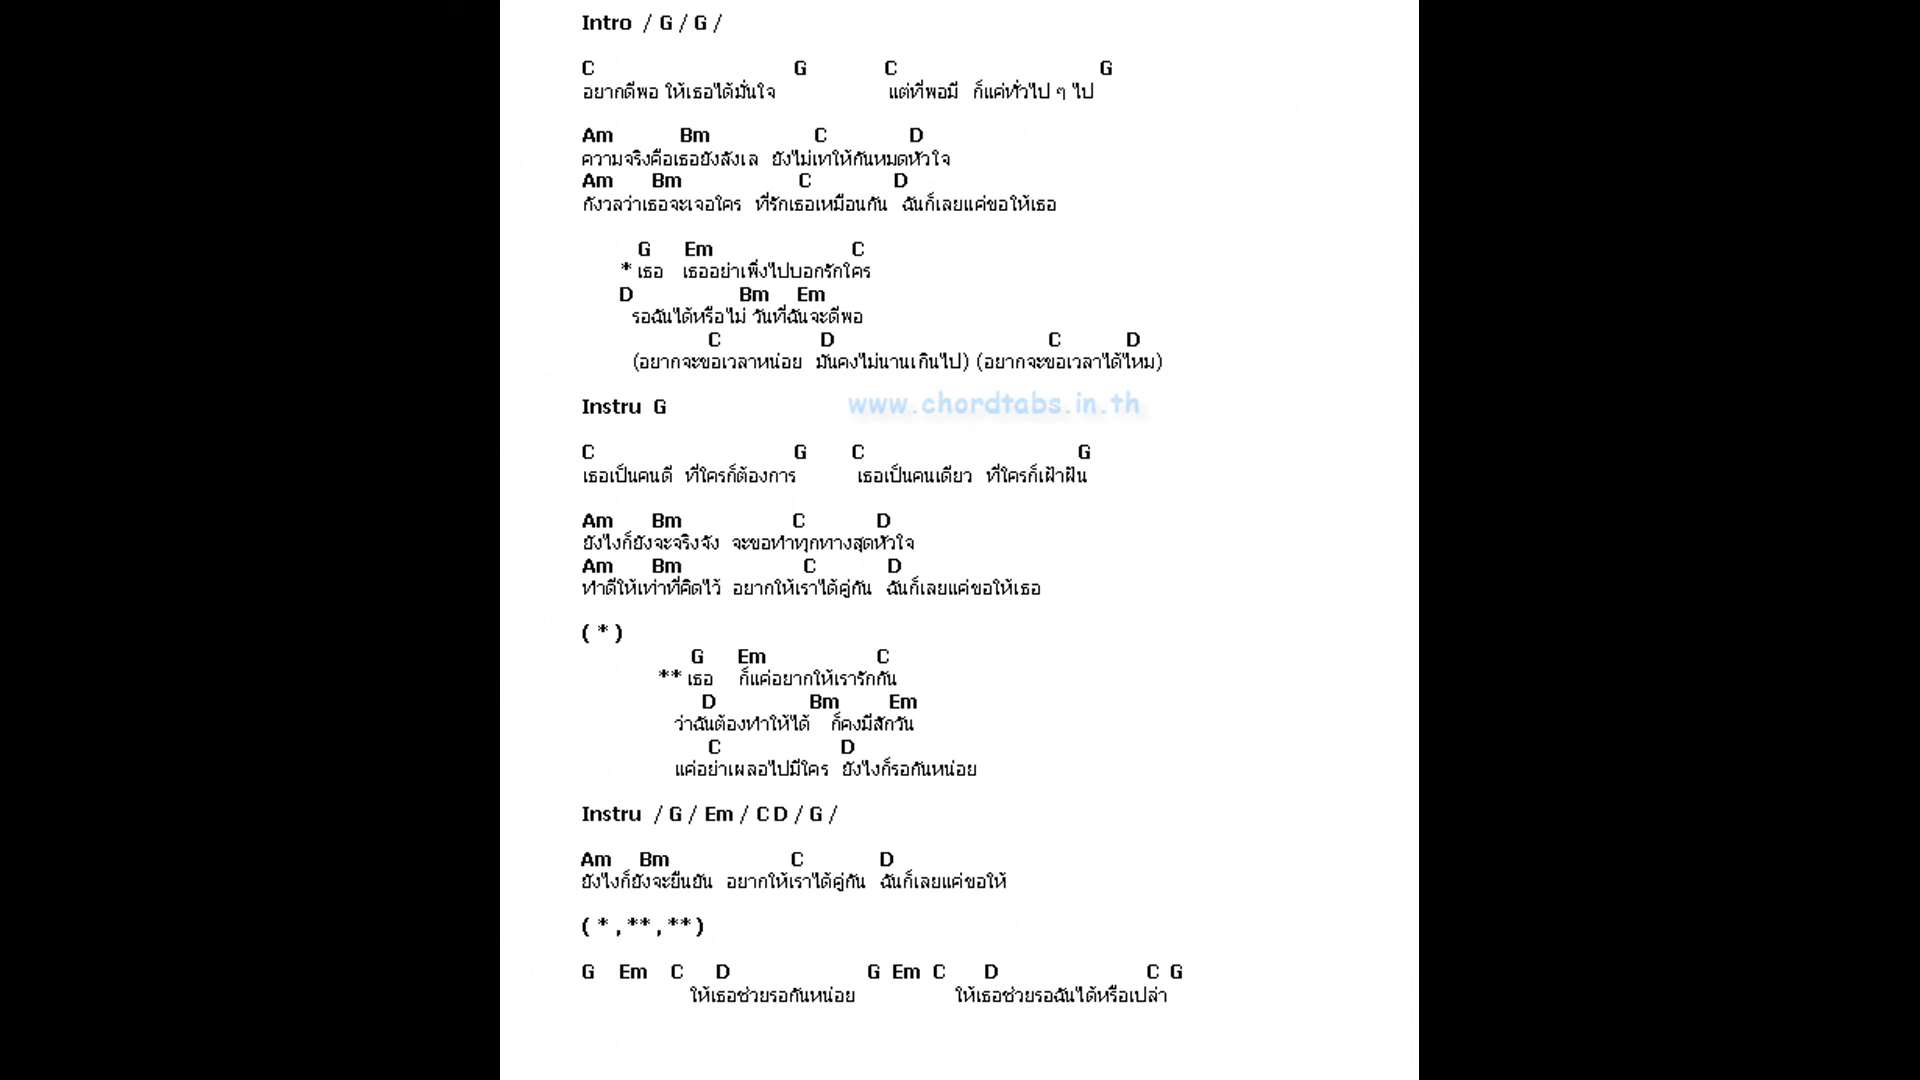 Intro / G / G /
C G C G
อยากดีพอ ให้เธอได้มั่นใจ แต่ที่พอมี ก็แค่ทั่วไป ๆ ไป
Am Bm C D
ความจริงคือเธอยังลังเล ยังไม่เทให้กันหมดหัวใจ
Am Bm C D
กังวลว่าเธอจะเจอใคร ที่รักเธอเหมือนกัน ฉันก็เลยแค่ขอให้เธอ
G Em C
* เธอ เธออย่าเพิ่งไปบอกรักใคร
D Bm Em
รอฉันได้หรือไม่ วันที่ฉันจะดีพอ
C D C D
(อยากจะขอเวลาหน่อย มันคงไม่นานเกินไป) (อยากจะขอเวลาได้ไหม)
Instru G www.chordtabs.in.th
C G C G
เธอเป็นคนดี ที่ใครก็ต้องการ เธอเป็นคนเดียว ที่ใครก็เฝ้าฝัน
Am Bm C D
ยังไงก็ยังจะจริงจัง จะขอทำทุกทางสุดหัวใจ
Am Bm C D
ทำดีให้เท่าที่คิดไว้ อยากให้เราได้คู่กัน ฉันก็เลยแค่ขอให้เธอ
( * )
G Em C
** เธอ ก็แค่อยากให้เรารักกัน
D Bm Em
ว่าฉันต้องทำให้ได้ ก็คงมีสักวัน
C D
แค่อย่าเผลอไปมีใคร ยังไงก็รอกันหน่อย
Instru / G / Em / C D / G /
Am Bm C D
ยังไงก็ยังจะยืนยัน อยากให้เราได้คู่กัน ฉันก็เลยแค่ขอให้
( * , ** , ** )
G Em C D G Em C D C G
ให้เธอช่วยรอกันหน่อย ให้เธอช่วยรอฉันได้หรือเปล่า